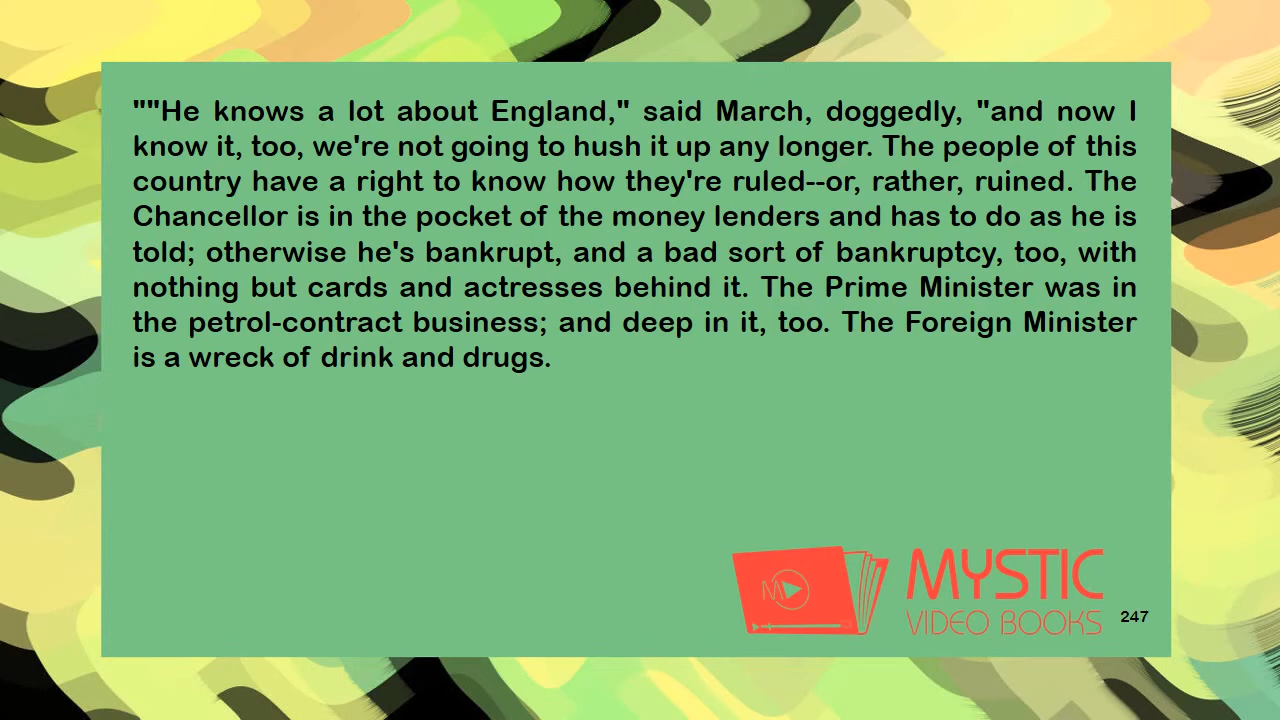 ""He knows a lot about England," said March, doggedly, "and now I
know it, too, we're not going to hush it up any longer. The people of this
country have a right to know how they're ruled--or, rather, ruined. The
Chancellor is in the pocket of the money lenders and has to do as he is
told; otherwise he's bankrupt, and a bad sort of bankruptcy, too, with
nothing but cards and actresses behind it. The Prime Minister was in
the petrol-contract business; and deep in it, too. The Foreign Minister
is a wreck of drink and drugs.
M
MYSTIC
VIDEO BOOKS
247